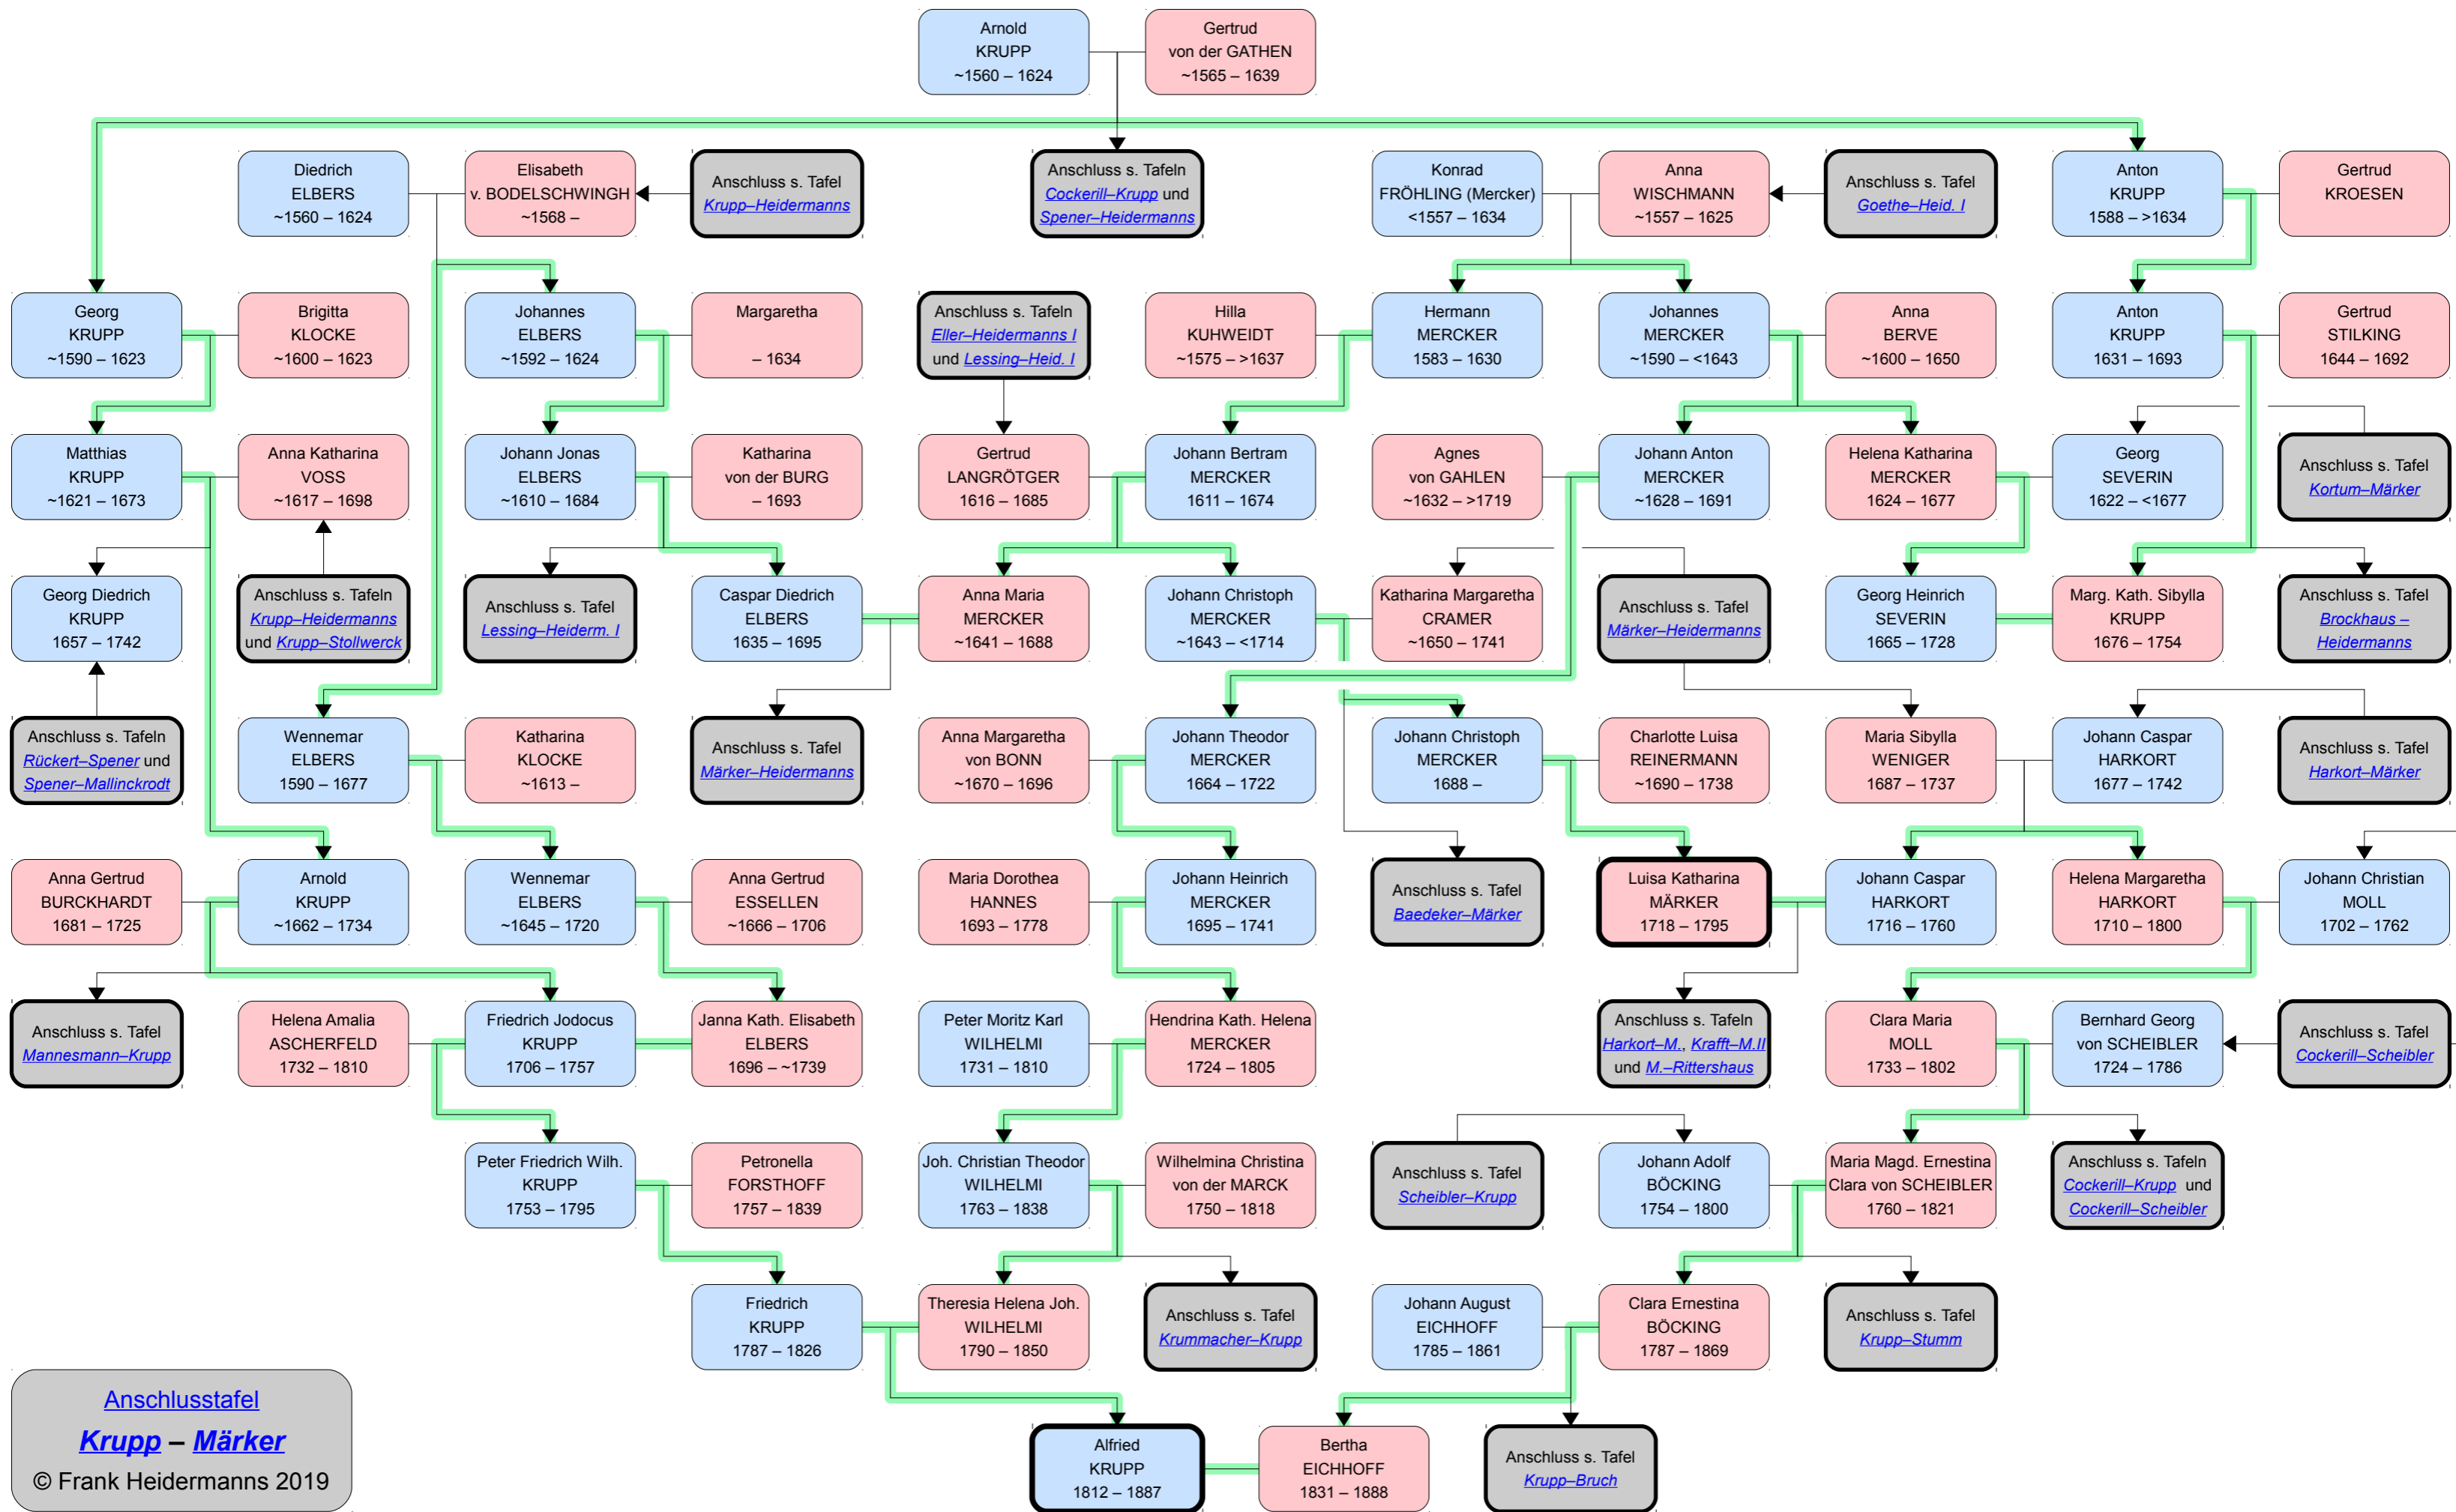 Arnold
KRUPP
~1560 – 1624
Gertrud
von der GATHEN
~1565 – 1639
Diedrich
ELBERS
~1560 – 1624
Elisabeth
v. BODELSCHWINGH
~1568 –
Anschluss s. Tafel
Krupp–Heidermanns
Anschluss s. Tafeln
Cockerill–Krupp und
Spener–Heidermanns
Konrad
FRÖHLING (Mercker)
<1557 – 1634
Anna
WISCHMANN
~1557 – 1625
Anschluss s. Tafel
Goethe–Heid. I
Anton
KRUPP
1588 – >1634
Gertrud
KROESEN
Georg
KRUPP
~1590 – 1623
Brigitta
KLOCKE
~1600 – 1623
Johannes
ELBERS
~1592 – 1624
Margaretha
– 1634
Anschluss s. Tafeln
Eller–Heidermanns I
und Lessing–Heid. I
Hilla
KUHWEIDT
~1575 – >1637
Hermann
MERCKER
1583 – 1630
Johannes
MERCKER
~1590 – <1643
Anna
BERVE
~1600 – 1650
Anton
KRUPP
1631 – 1693
Gertrud
STILKING
1644 – 1692
Matthias
KRUPP
~1621 – 1673
Anna Katharina
VOSS
~1617 – 1698
Johann Jonas
ELBERS
~1610 – 1684
Katharina
von der BURG
– 1693
Gertrud
LANGRÖTGER
1616 – 1685
Johann Bertram
MERCKER
1611 – 1674
Agnes
von GAHLEN
~1632 – >1719
Johann Anton
MERCKER
~1628 – 1691
Helena Katharina
MERCKER
1624 – 1677
Georg
SEVERIN
1622 – <1677
Anschluss s. Tafel
Kortum–Märker
Georg Diedrich
KRUPP
1657 – 1742
Anschluss s. Tafeln
Krupp–Heidermanns
und Krupp–Stollwerck
Anschluss s. Tafel
Lessing–Heiderm. I
Caspar Diedrich
ELBERS
1635 – 1695
Anna Maria
MERCKER
~1641 – 1688
Johann Christoph
MERCKER
~1643 – <1714
Katharina Margaretha
CRAMER
~1650 – 1741
Anschluss s. Tafel
Märker–Heidermanns
Georg Heinrich
SEVERIN
1665 – 1728
Marg. Kath. Sibylla
KRUPP
1676 – 1754
Anschluss s. Tafel
Brockhaus –
Heidermanns
Anschluss s. Tafeln
Rückert–Spener und
Spener–Mallinckrodt
Wennemar
ELBERS
1590 – 1677
Katharina
KLOCKE
~1613 –
Anschluss s. Tafel
Märker–Heidermanns
Anna Margaretha
von BONN
~1670 – 1696
Johann Theodor
MERCKER
1664 – 1722
Johann Christoph
MERCKER
1688 –
Charlotte Luisa
REINERMANN
~1690 – 1738
Maria Sibylla
WENIGER
1687 – 1737
Johann Caspar
HARKORT
1677 – 1742
Anschluss s. Tafel
Harkort–Märker
Anna Gertrud
BURCKHARDT
1681 – 1725
Arnold
KRUPP
~1662 – 1734
Wennemar
ELBERS
~1645 – 1720
Anna Gertrud
ESSELLEN
~1666 – 1706
Maria Dorothea
HANNES
1693 – 1778
Johann Heinrich
MERCKER
1695 – 1741
Anschluss s. Tafel
Baedeker–Märker
Luisa Katharina
MÄRKER
1718 – 1795
Johann Caspar
HARKORT
1716 – 1760
Helena Margaretha
HARKORT
1710 – 1800
Johann Christian
MOLL
1702 – 1762
Anschluss s. Tafel
Mannesmann–Krupp
Helena Amalia
ASCHERFELD
1732 – 1810
Friedrich Jodocus
KRUPP
1706 – 1757
Janna Kath. Elisabeth
ELBERS
1696 – ~1739
Peter Moritz Karl
WILHELMI
1731 – 1810
Hendrina Kath. Helena
MERCKER
1724 – 1805
Anschluss s. Tafeln
Harkort–M., Krafft–M.II
und M.–Rittershaus
Clara Maria
MOLL
1733 – 1802
Bernhard Georg
von SCHEIBLER
1724 – 1786
Anschluss s. Tafel
Cockerill–Scheibler
Peter Friedrich Wilh.
KRUPP
1753 – 1795
Petronella
FORSTHOFF
1757 – 1839
Joh. Christian Theodor
WILHELMI
1763 – 1838
Wilhelmina Christina
von der MARCK
1750 – 1818
Anschluss s. Tafel
Scheibler–Krupp
Johann Adolf
BÖCKING
1754 – 1800
Maria Magd. Ernestina
Clara von SCHEIBLER
1760 – 1821
Anschluss s. Tafeln
Cockerill–Krupp und
Cockerill–Scheibler
Friedrich
KRUPP
1787 – 1826
Theresia Helena Joh.
WILHELMI
1790 – 1850
Anschluss s. Tafel
Krummacher–Krupp
Johann August
EICHHOFF
1785 – 1861
Clara Ernestina
BÖCKING
1787 – 1869
Anschluss s. Tafel
Krupp–Stumm
Anschlusstafel
Krupp – Märker
© Frank Heidermanns 2019
Alfried
KRUPP
1812 – 1887
Bertha
EICHHOFF
1831 – 1888
Anschluss s. Tafel
Krupp–Bruch